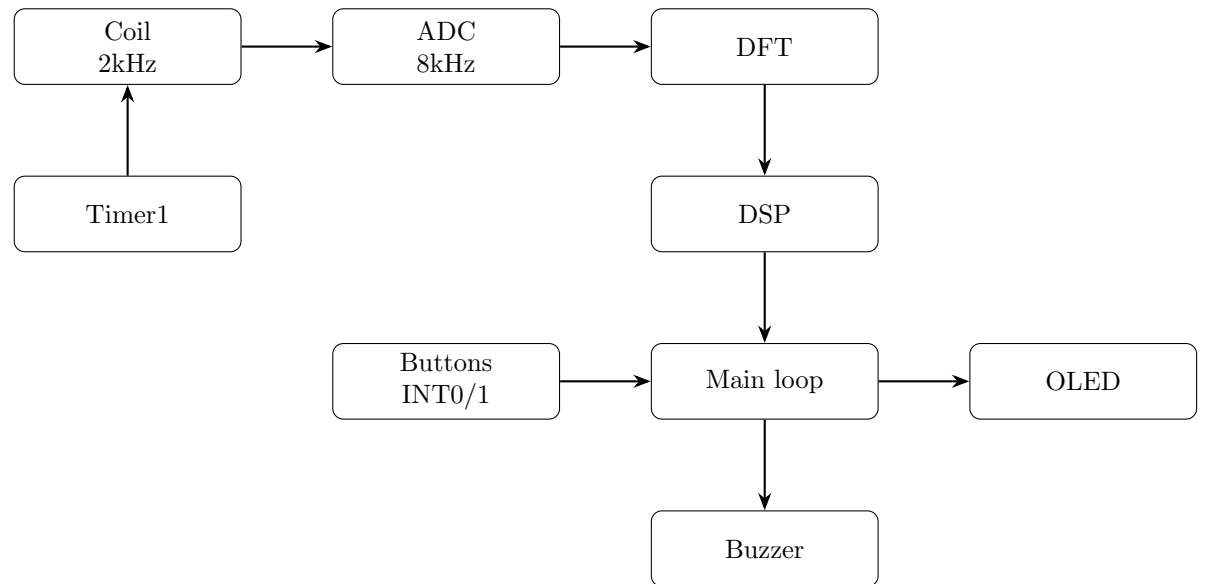 Coil
2kHz
ADC
8kHz
DFT
Timer1
DSP
Buttons
INT0/1
Main loop
OLED
Buzzer